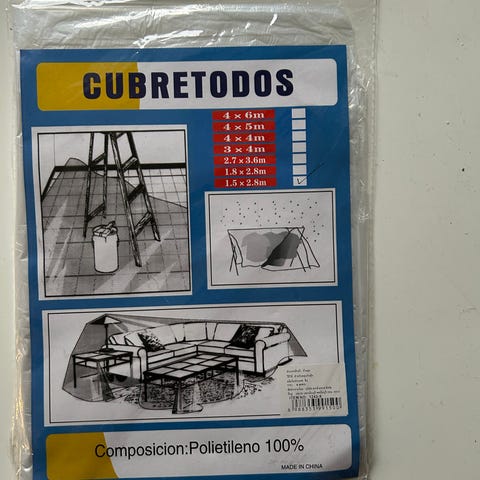 CUBRETODOS
4 x 6m
4 x 5m
4 x 4m
3 x 4m
2.7 x 3.6m
1.8 x 2.8m
1.5 x 2.8m
Composicion:Polietileno 100%
MADE IN CHINA